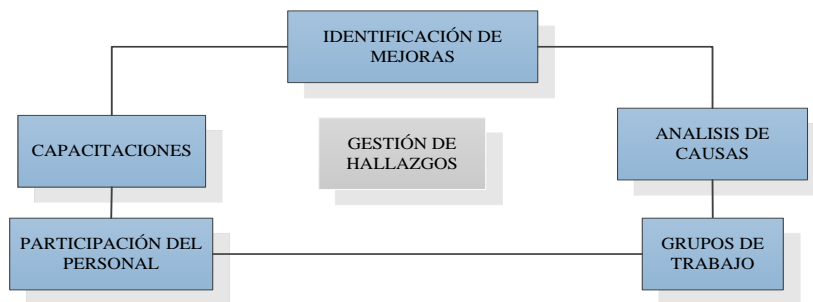 IDENTIFICACIÓN DE
MEJORAS
CAPACITACIONES
GESTIÓN DE
HALLAZGOS
ANALISIS DE
CAUSAS
PARTICIPACIÓN DEL
PERSONAL
GRUPOS DE
TRABAJO